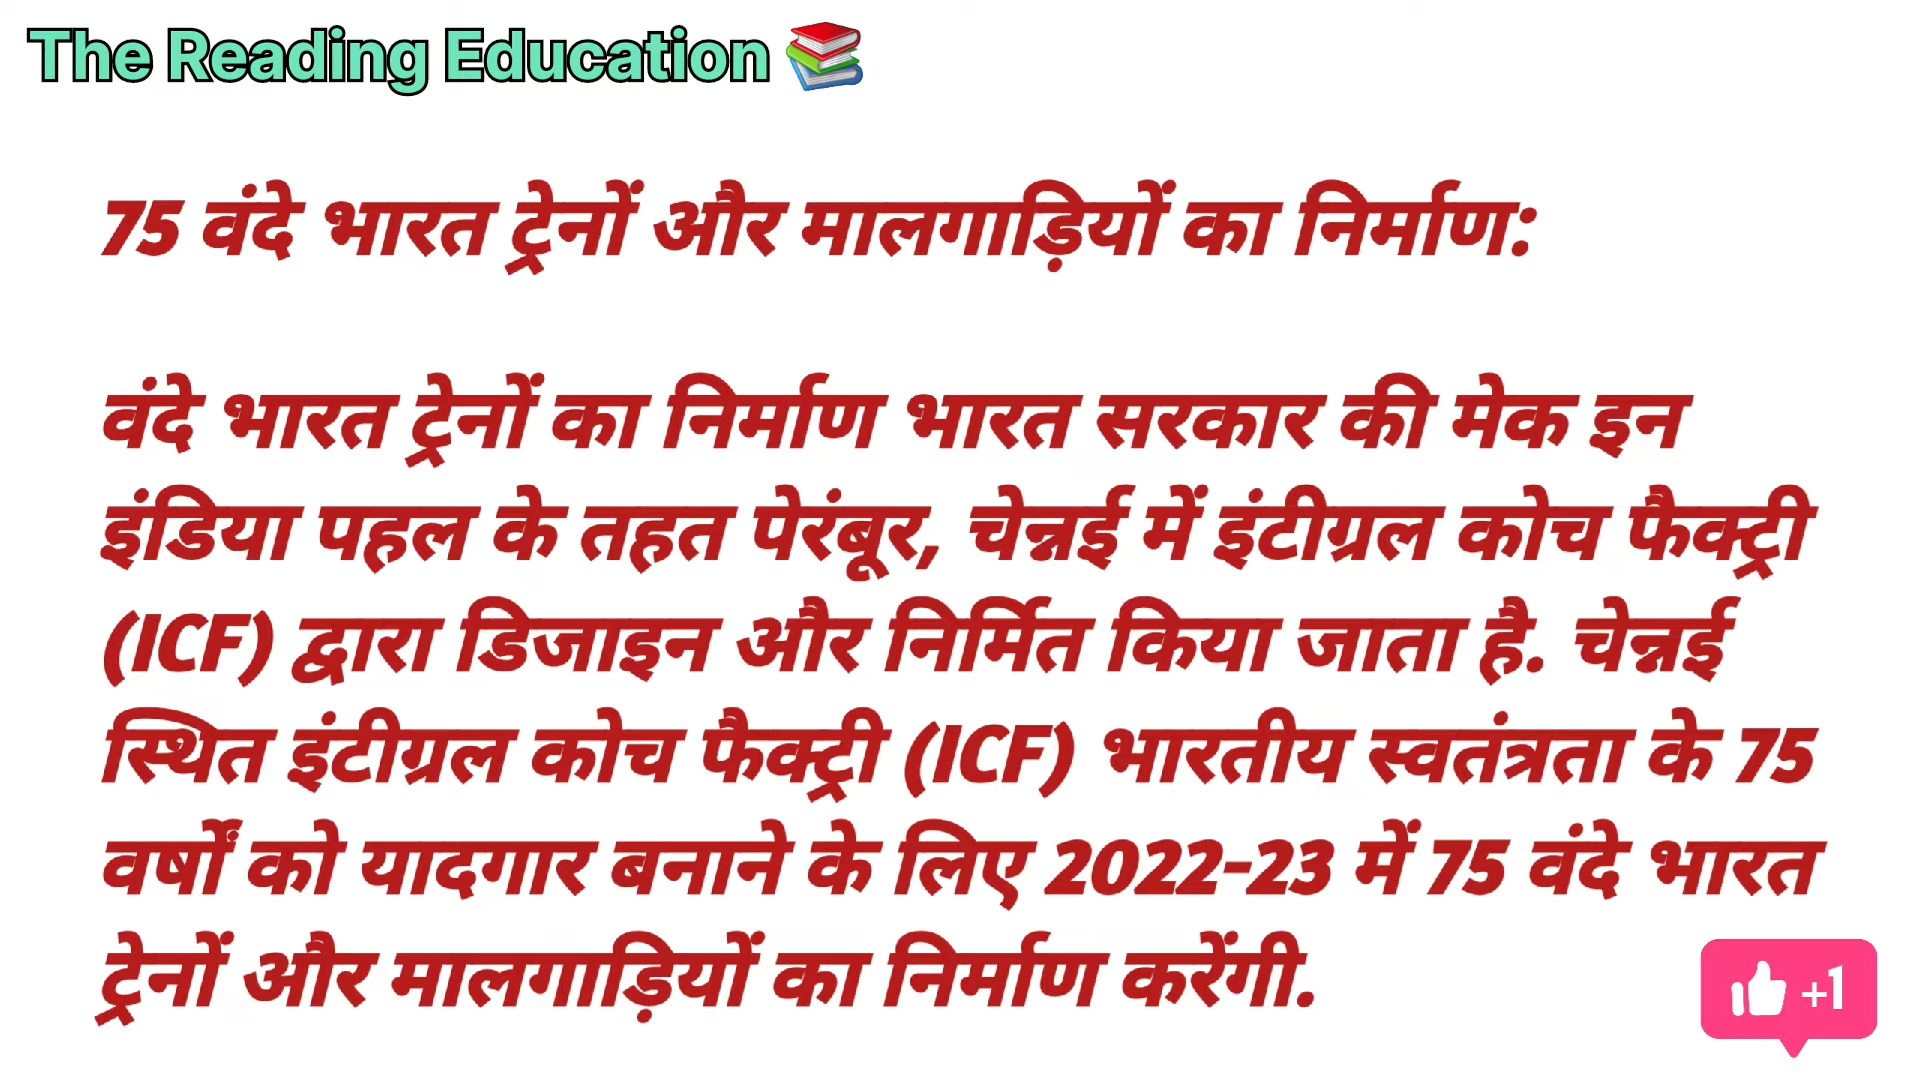 The Reading Education
75 वंदे भारत ट्रेनों और मालगाड़ियों का निर्माण:
वंदे भारत ट्रेनों का निर्माण भारत सरकार की मेक इन
इंडिया पहल के तहत पेरंबूर, चेन्नई में इंटीग्रल कोच फैक्ट्री
(ICF) द्वारा डिजाइन और निर्मित किया जाता है. चेन्नई
स्थित इंटीग्रल कोच फैक्ट्री (ICF) भारतीय स्वतंत्रता के 75
वर्षों को यादगार बनाने के लिए 2022-23 में 75 वंदे भारत
ट्रेनों और मालगाड़ियों का निर्माण करेंगी.
+1